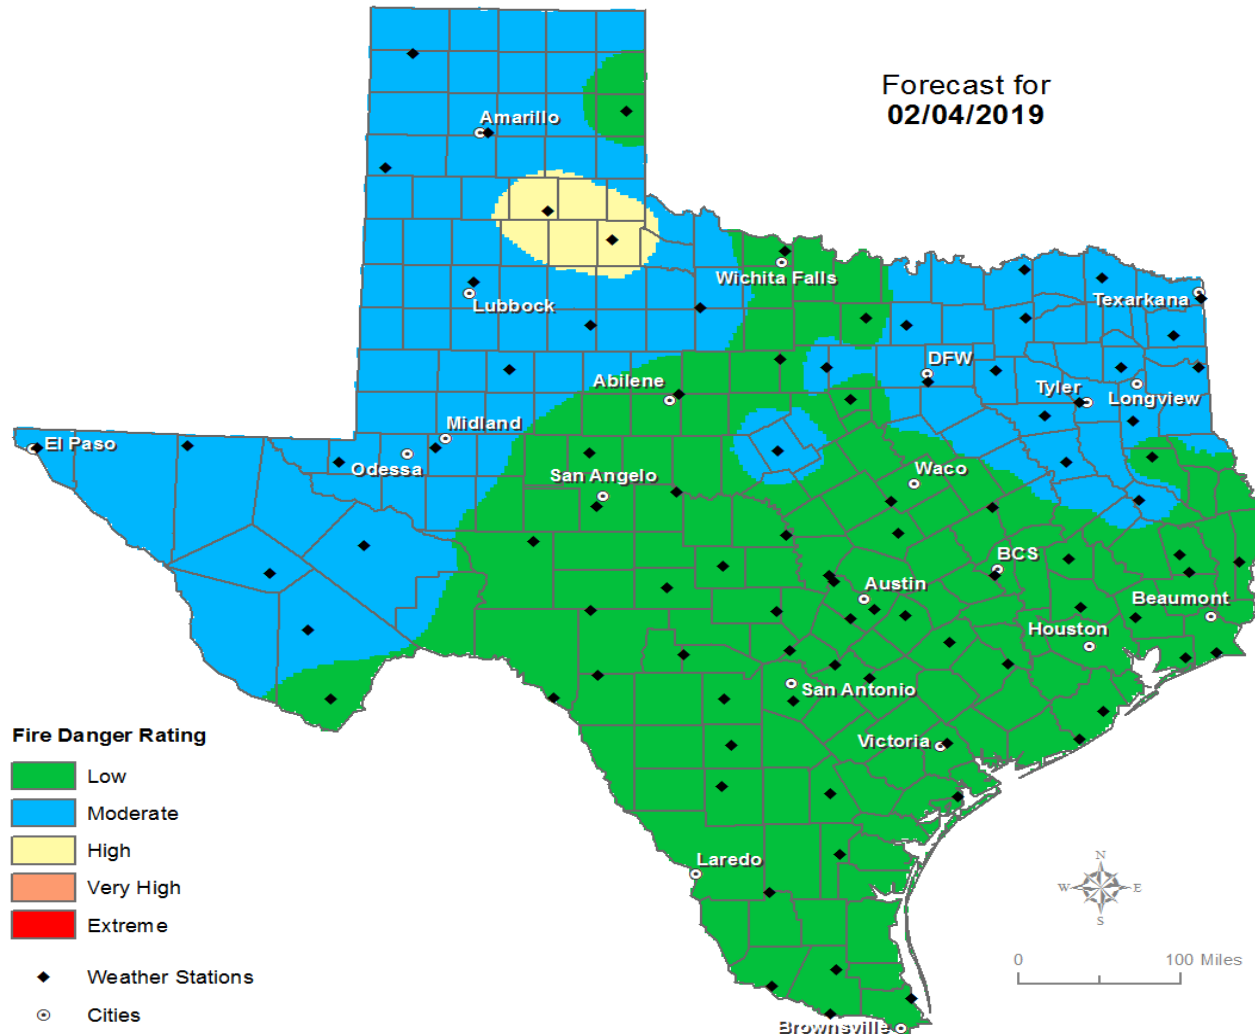 Forecast for
02/04/2019
Amarillo
Wichita Falls
Lubbock
Texarkana
DFW
Abilene
Tyler
Longview
Midland
El Paso
Odessa
San Angelo
Waco
BCS
Austin
Beaumont
Houston
San Antonio
Victoria
Laredo
Brownsville
Fire Danger Rating
Low
Moderate
High
Very High
Extreme
Weather Stations
Cities
N
W E
S
0 100 Miles